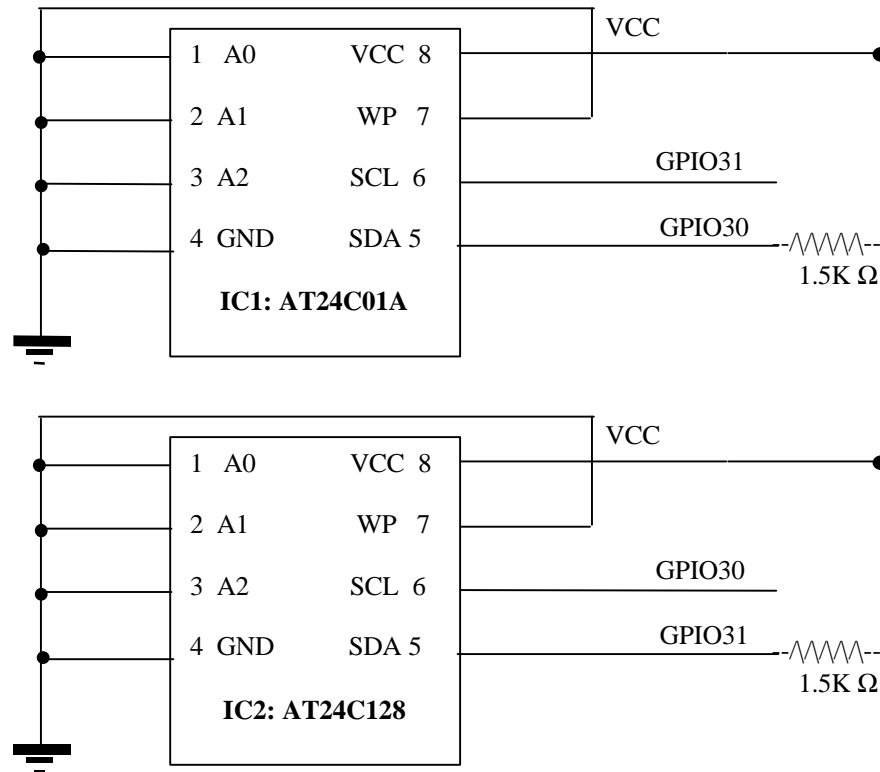 VCC
1 A0 VCC 8
2 A1 WP 7
GPIO31
3 A2 SCL 6
GPIO30
4 GND SDA 5
1.5K Ω
IC1: AT24C01A
VCC
1 A0 VCC 8
2 A1 WP 7
GPIO30
3 A2 SCL 6
GPIO31
4 GND SDA 5
1.5K Ω
IC2: AT24C128